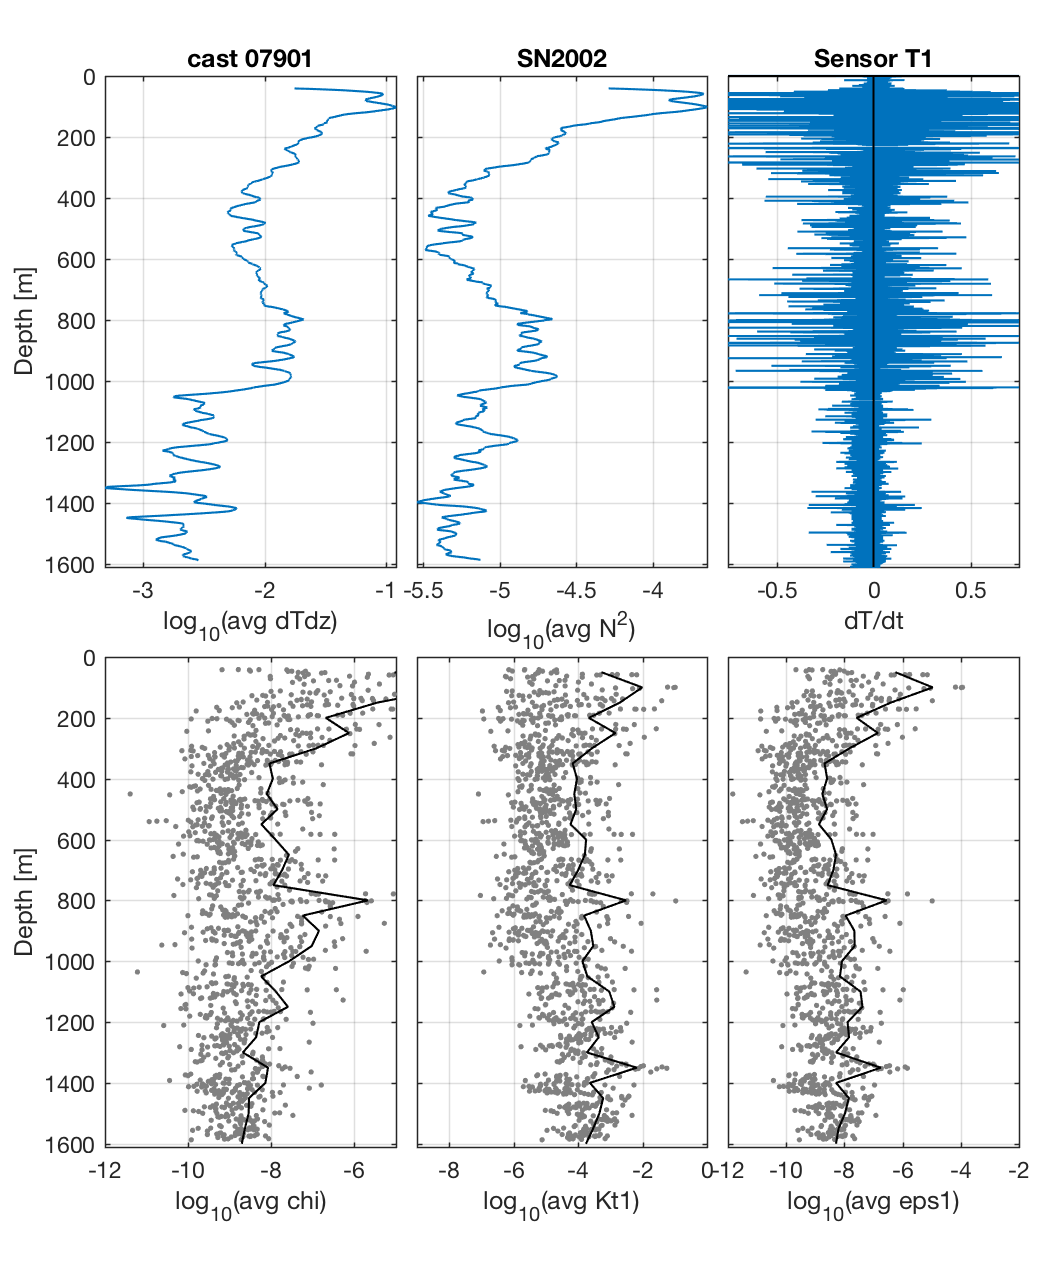 cast 07901 SN2002 Sensor T1
0
200
400
600
800
1000
1200
1400
1600
Depth [m]
-3 -2 -1 -5.5 -5 -4.5 -4 -0.5 0 0.5
log10(avg dTdz) log10(avg N2) dT/dt
0
200
400
600
800
1000
1200
1400
1600
Depth [m]
-12 -10 -8 -6 -8 -6 -4 -2 0 -12 -10 -8 -6 -4 -2
log10(avg chi) log10(avg Kt1) log10(avg eps1)